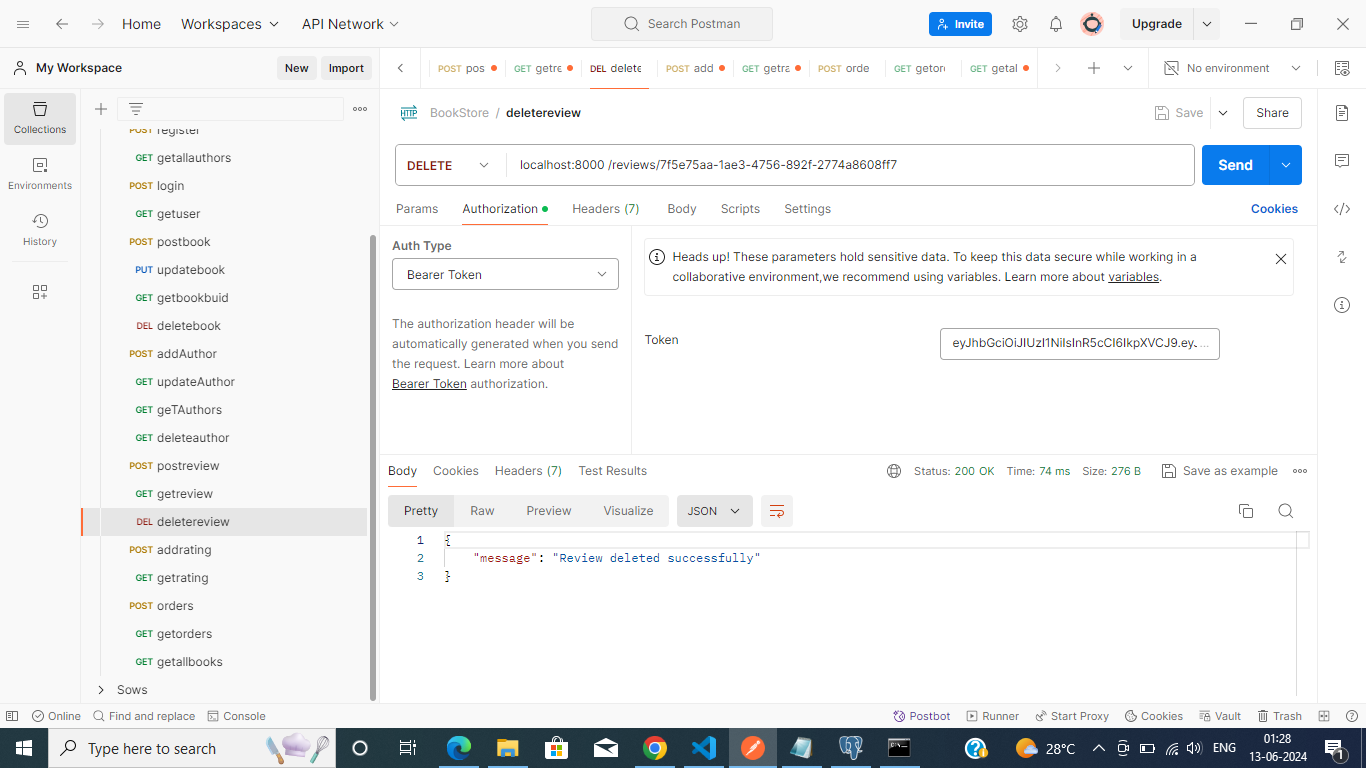 Home Workspaces API Network Search Postman Invite Upgrade
My Workspace New Import
POST pos GET getre DEL delete POST add GET getra POST orde GET getor GET getal No environment
Collections
Environments
History
register
GET getallauthors
POST login
GET getuser
POST postbook
PUT updatebook
GET getbookbuid
DEL deletebook
POST addAuthor
GET updateAuthor
GET geTAuthors
GET deleteauthor
POST postreview
GET getreview
DEL deletereview
POST addrating
GET getrating
POST orders
GET getorders
GET getallbooks
Sows
HTTP BookStore / deletereview Save Share
DELETE localhost:8000 /reviews/7f5e75aa-1ae3-4756-892f-2774a8608ff7 Send
Params Authorization Headers (7) Body Scripts Settings Cookies
Auth Type
Bearer Token
The authorization header will be
automatically generated when you send
the request. Learn more about
Bearer Token authorization.
Heads up! These parameters hold sensitive data. To keep this data secure while working in a
collaborative environment,we recommend using variables. Learn more about variables.
Token
Body Cookies Headers (7) Test Results Status: 200 OK Time: 74 ms Size: 276 B Save as example
Pretty Raw Preview Visualize JSON
1 {
2 "message": "Review deleted successfully"
3 }
Online Find and replace Console Postbot Runner Start Proxy Cookies Vault Trash
Type here to search 28°C ENG 01:28
13-06-2024
1